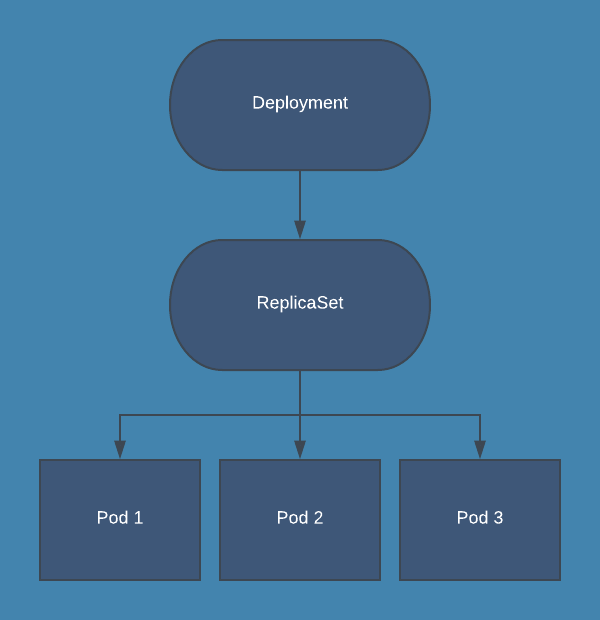 Deployment
ReplicaSet
Pod 1
Pod 2
Pod 3